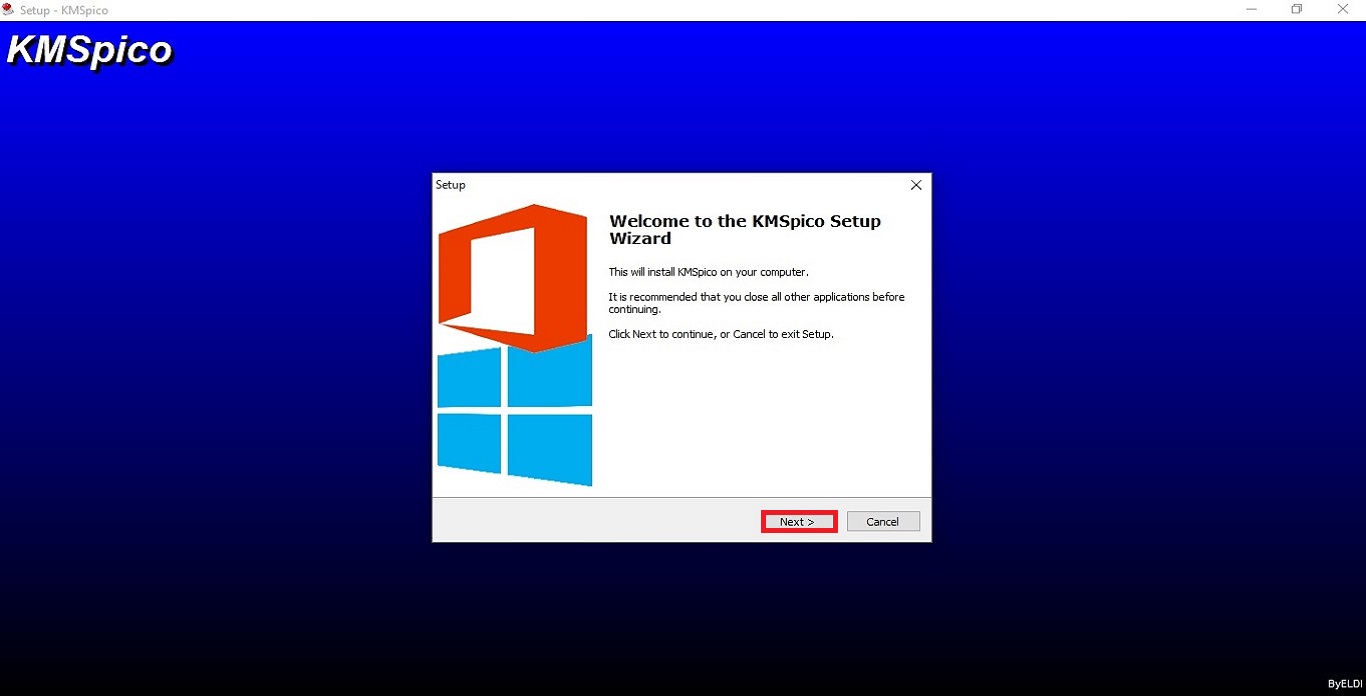 Setup - KMSpico
KMSpico
Setup
Welcome to the KMSpico Setup
Wizard
This will install KMSpico on your computer.
It is recommended that you close all other applications before
continuing.
Click Next to continue, or Cancel to exit Setup.
Next >
Cancel
ByELDI